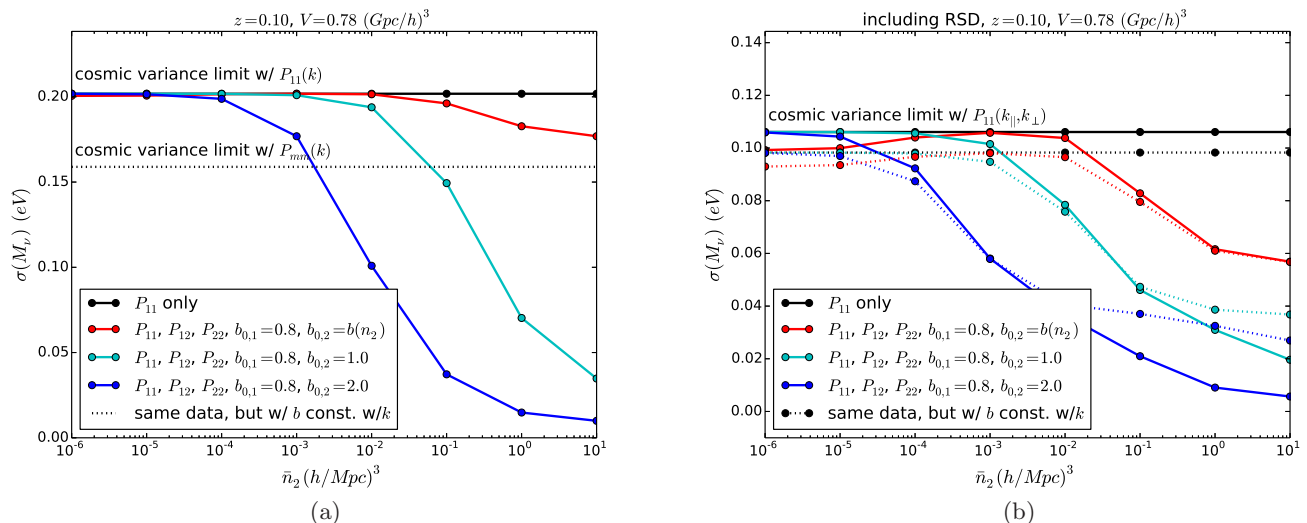 z=0.10, V=0.78 (Gpc/h)^3
cosmic variance limit w/ P_11(k)
cosmic variance limit w/ P_mm(k)
σ(M_ν) (eV)
0.20
0.15
0.10
0.05
0.00
P_11 only
P_11, P_12, P_22, b_0,1=0.8, b_0,2=b(n_2)
P_11, P_12, P_22, b_0,1=0.8, b_0,2=1.0
P_11, P_12, P_22, b_0,1=0.8, b_0,2=2.0
same data, but w/ b const. w/k
10^-6 10^-5 10^-4 10^-3 10^-2 10^-1 10^0 10^1
n̄_2(h/Mpc)^3
(a)
including RSD, z=0.10, V=0.78 (Gpc/h)^3
cosmic variance limit w/ P_11(k_||,k_⊥)
σ(M_ν) (eV)
0.14
0.12
0.10
0.08
0.06
0.04
0.02
0.00
P_11 only
P_11, P_12, P_22, b_0,1=0.8, b_0,2=b(n_2)
P_11, P_12, P_22, b_0,1=0.8, b_0,2=1.0
P_11, P_12, P_22, b_0,1=0.8, b_0,2=2.0
same data, but w/ b const. w/k
10^-6 10^-5 10^-4 10^-3 10^-2 10^-1 10^0 10^1
n̄_2(h/Mpc)^3
(b)